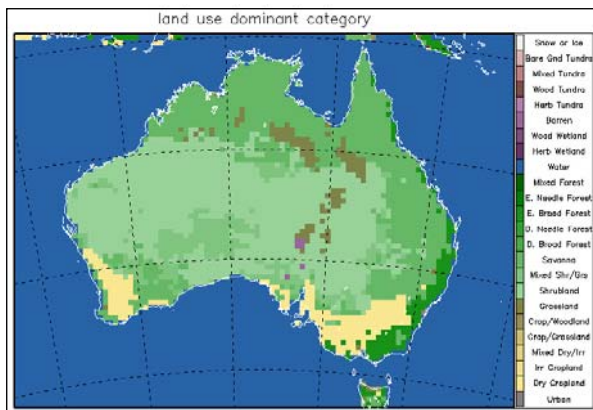 land use dominant category
Snow or Ice
Bare Gnd Tundra
Mixed Tundra
Wood Tundra
Herb Tundra
Barren
Wood Wetland
Herb Wetland
Water
Mixed Forest
E. Needle Forest
E. Broad Forest
D. Needle Forest
D. Broad Forest
Savanna
Mixed Shr/Grs
Shrubland
Grassland
Crop/Woodland
Crop/Grassland
Mixed Dry/Irr
Irr Cropland
Dry Cropland
Urban